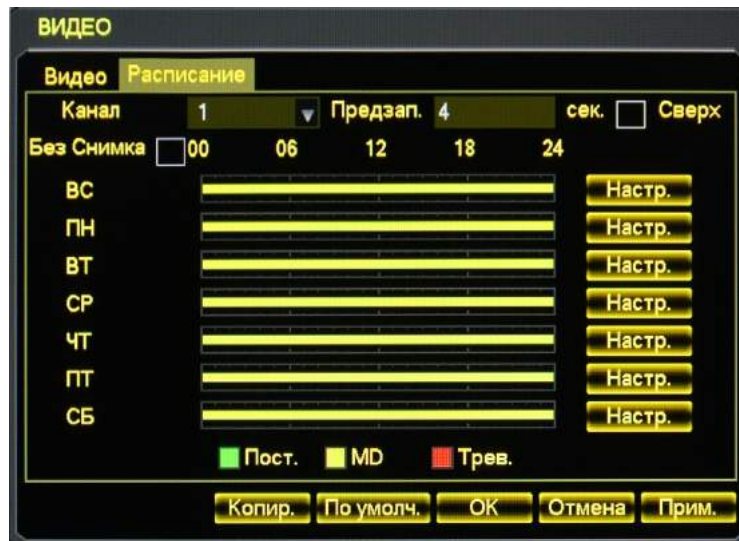 ВИДЕО
Видео Расписание
Канал 1 Предзап. 4 сек. Сверх
Без Снимка 00 06 12 18 24
ВС Настр.
ПН Настр.
ВТ Настр.
СР Настр.
ЧТ Настр.
ПТ Настр.
СБ Настр.
Пост. MD Трев.
Копир. По умолч. ОК Отмена Прим.